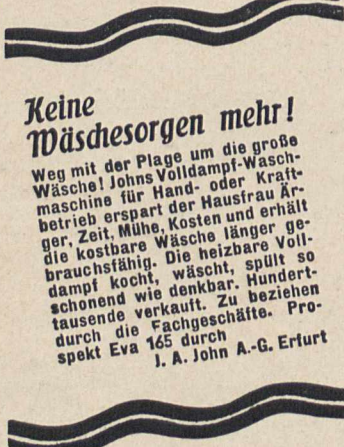 Keine
Wäschesorgen mehr!
Weg mit der Plage um die große
Wäsche! Johns Volldampf-Wasch-
maschine für Hand- oder Kraft-
betrieb erspart der Hausfrau Är-
ger, Zeit, Mühe, Kosten und erhält
die kostbare Wäsche länger ge-
brauchsfähig. Die heizbare Voll-
dampf kocht, wäscht, spült so
schonend wie denkbar. Hundert-
tausende verkauft. Zu beziehen
durch die Fachgeschäfte. Pro-
spekt Eva 165 durch
J. A. John A.-G. Erfurt